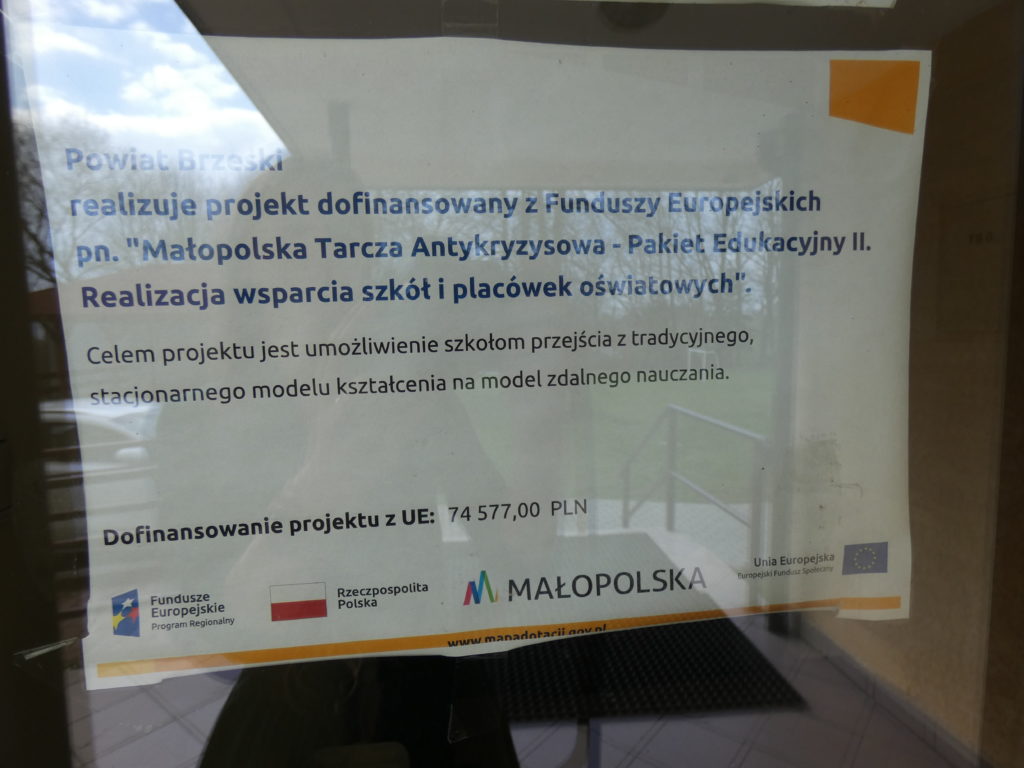 Powiat Brzeski
realizuje projekt dofinansowany z Funduszy Europejskich
pn. "Małopolska Tarcza Antykryzysowa - Pakiet Edukacyjny II.
Realizacja wsparcia szkół i placówek oświatowych".
Celem projektu jest umożliwienie szkołom przejścia z tradycyjnego,
stacjonarnego modelu kształcenia na model zdalnego nauczania.
Dofinansowanie projektu z UE: 74 577,00 PLN
Fundusze
Europejskie
Program Regionalny
Rzeczpospolita
Polska
MAŁOPOLSKA
Unia Europejska
Europejski Fundusz Społeczny
www.mapadotacji.gov.pl